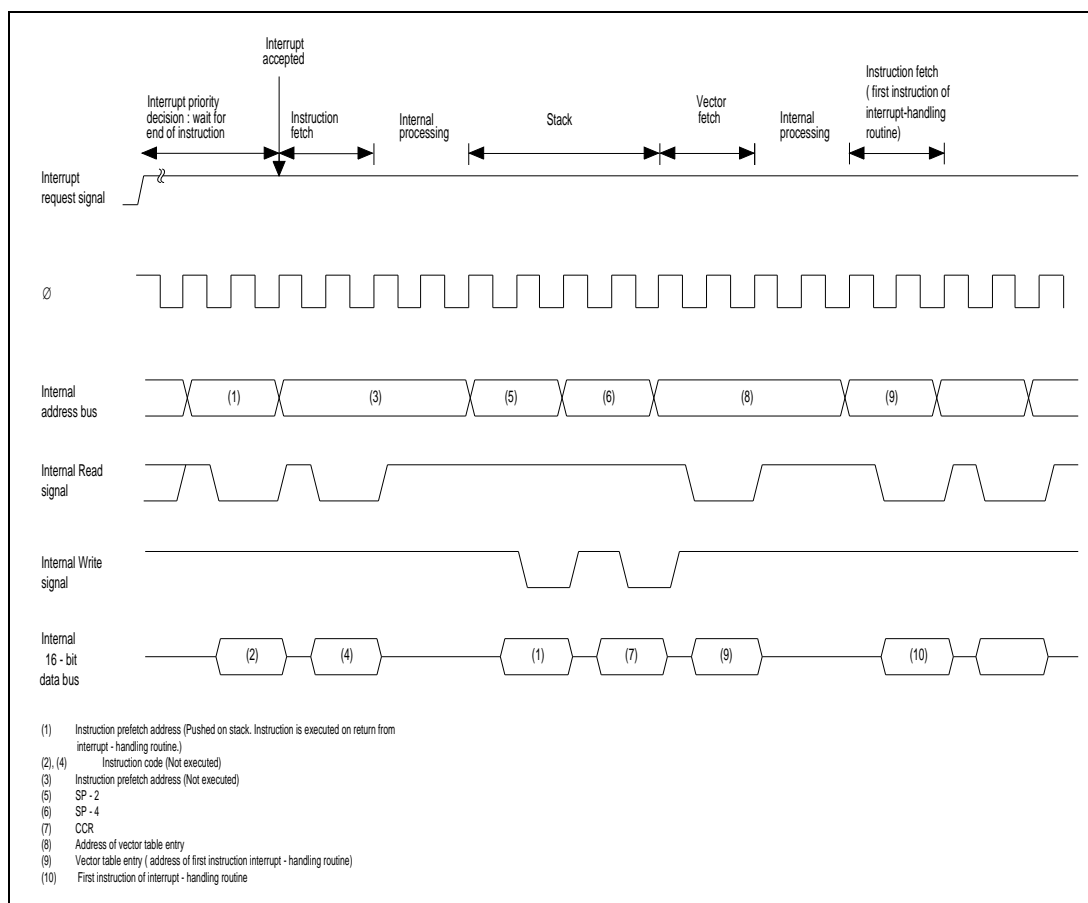 Interrupt
accepted
Interrupt priority
decision : wait for
end of instruction
Instruction
fetch
Internal
processing
Stack
Vector
fetch
Internal
processing
Instruction fetch
( first instruction of
interrupt-handling
routine)
Interrupt
request signal
Ø
Internal
address bus
(1)
(3)
(5)
(6)
(8)
(9)
Internal Read
signal
Internal Write
signal
Internal
16 - bit
data bus
(2)
(4)
(1)
(7)
(9)
(10)
(1) Instruction prefetch address (Pushed on stack. Instruction is executed on return from
interrupt - handling routine.)
(2), (4) Instruction code (Not executed)
(3) Instruction prefetch address (Not executed)
(5) SP - 2
(6) SP - 4
(7) CCR
(8) Address of vector table entry
(9) Vector table entry ( address of first instruction interrupt - handling routine)
(10) First instruction of interrupt - handling routine